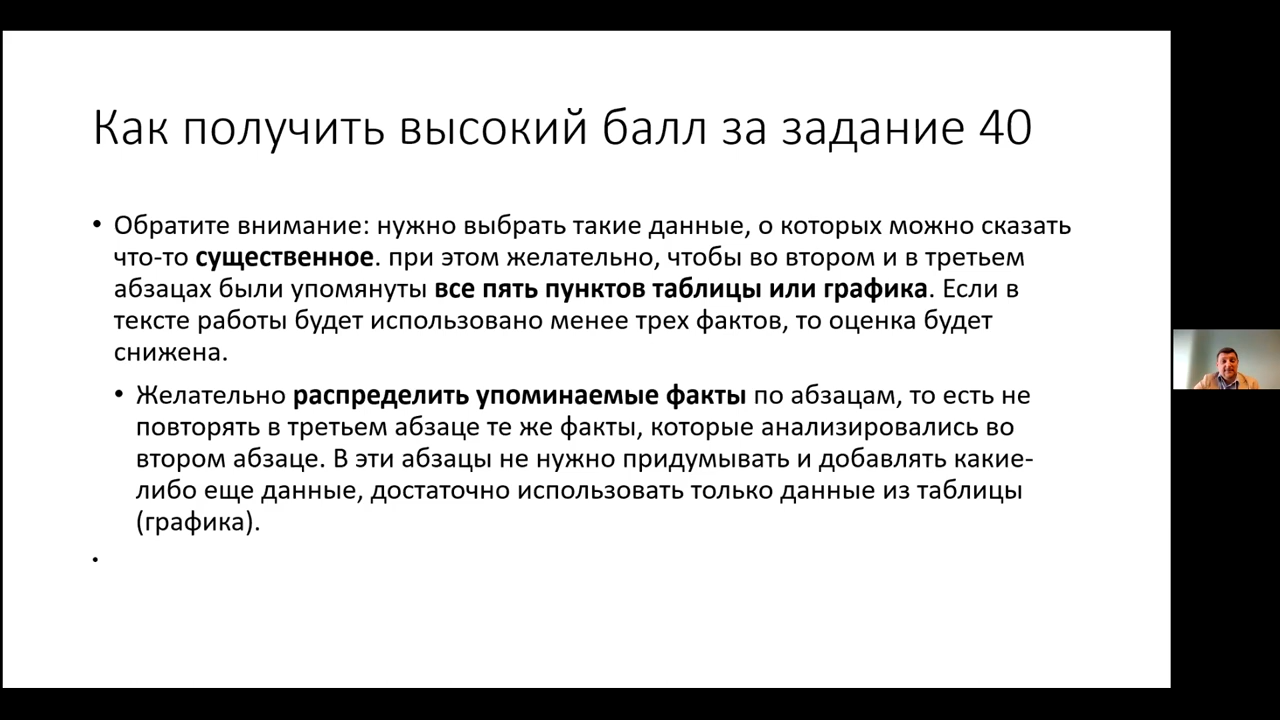 Как получить высокий балл за задание 40
• Обратите внимание: нужно выбрать такие данные, о которых можно сказать
что-то существенное. при этом желательно, чтобы во втором и в третьем
абзацах были упомянуты все пять пунктов таблицы или графика. Если в
тексте работы будет использовано менее трех фактов, то оценка будет
снижена.
• Желательно распределить упоминаемые факты по абзацам, то есть не
повторять в третьем абзаце те же факты, которые анализировались во
втором абзаце. В эти абзацы не нужно придумывать и добавлять какие-
либо еще данные, достаточно использовать только данные из таблицы
(графика).
•